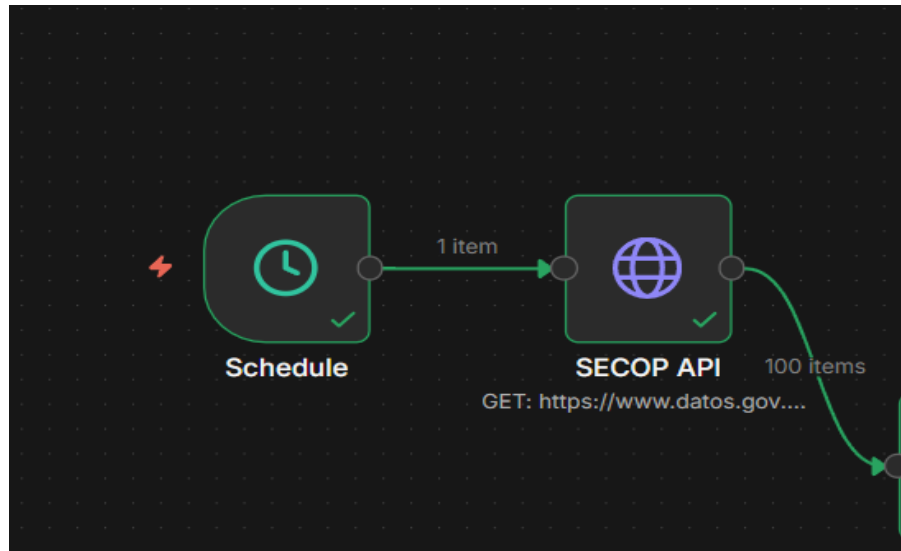 1 item
Schedule
SECOP API
100 items
GET: https://www.datos.gov....